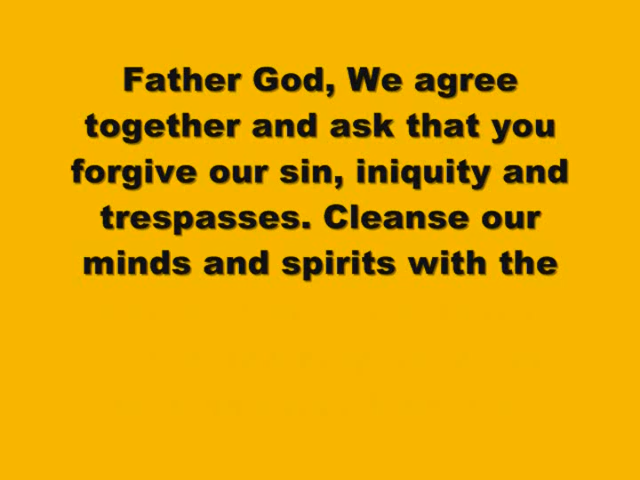 Father God, We agree
together and ask that you
forgive our sin, iniquity and
trespasses. Cleanse our
minds and spirits with the